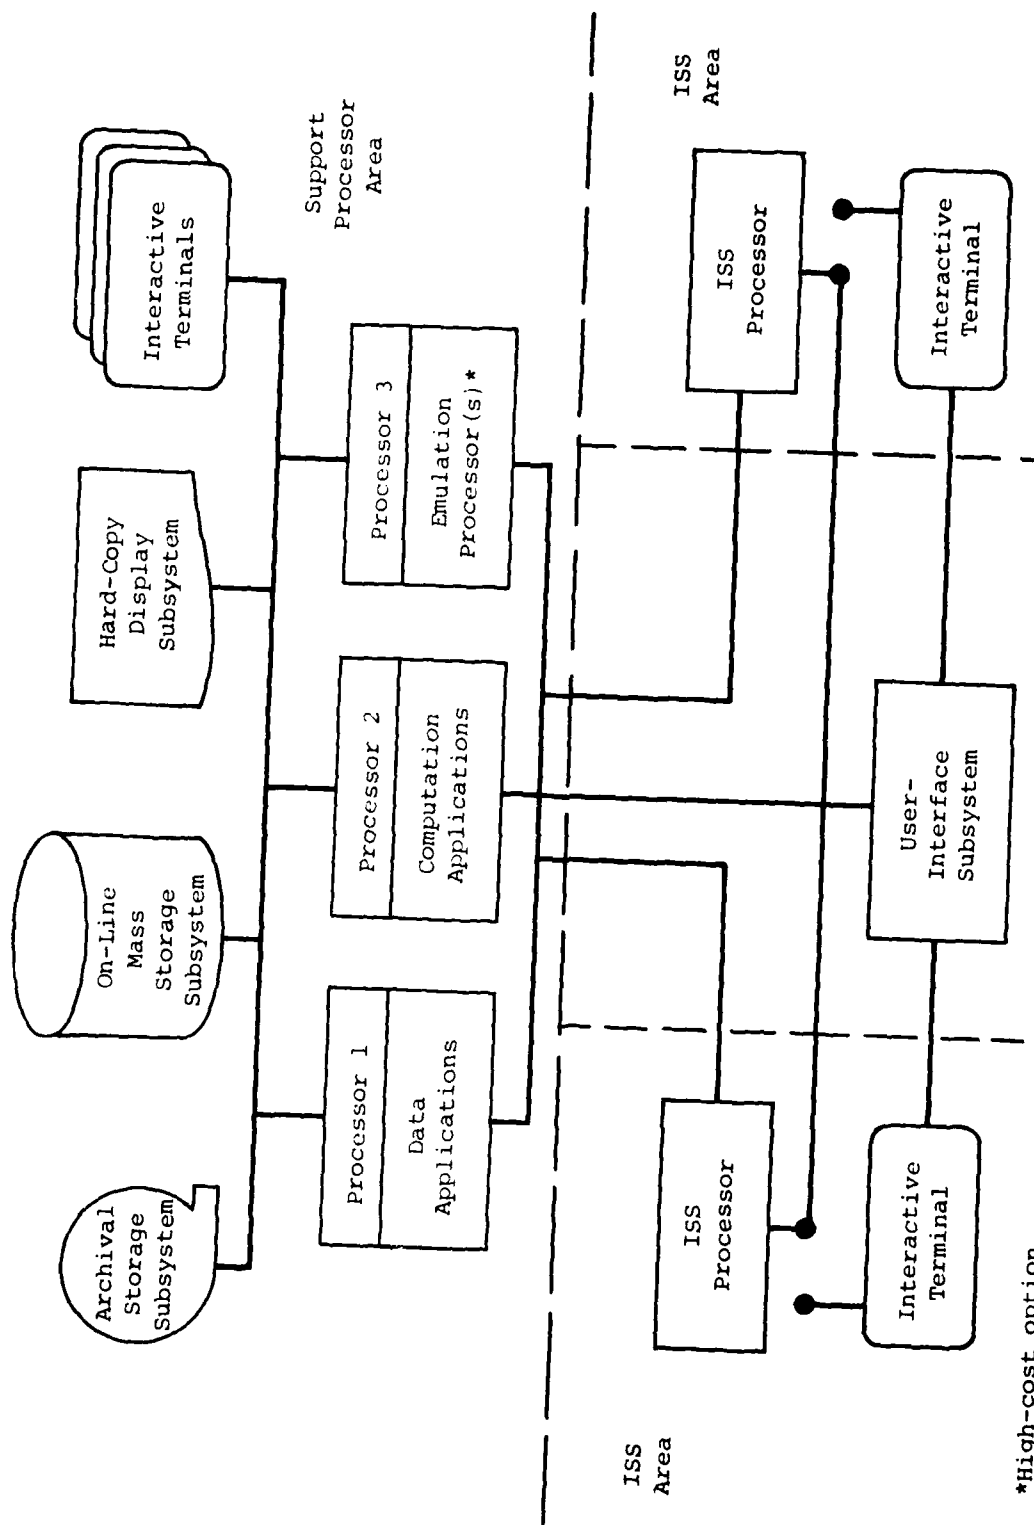 Archival
Storage
Subsystem
On-Line
Mass
Storage
Subsystem
Hard-Copy
Display
Subsystem
Interactive
Terminals
Support
Processor
Area
Processor 1
Data
Applications
Processor 2
Computation
Applications
Processor 3
Emulation
Processor(s)*
ISS
Area
ISS
Processor
ISS
Processor
ISS
Area
Interactive
Terminal
User-
Interface
Subsystem
Interactive
Terminal
*High-cost option